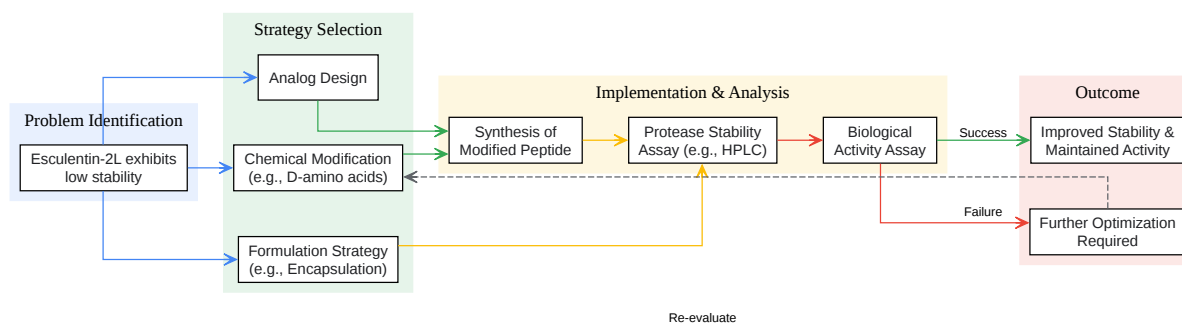 Strategy Selection
Analog Design
Problem Identification
Esculentin-2L exhibits
low stability
Chemical Modification
(e.g., D-amino acids)
Formulation Strategy
(e.g., Encapsulation)
Implementation & Analysis
Synthesis of
Modified Peptide
Protease Stability
Assay (e.g., HPLC)
Biological
Activity Assay
Success
Failure
Outcome
Improved Stability &
Maintained Activity
Further Optimization
Required
Re-evaluate